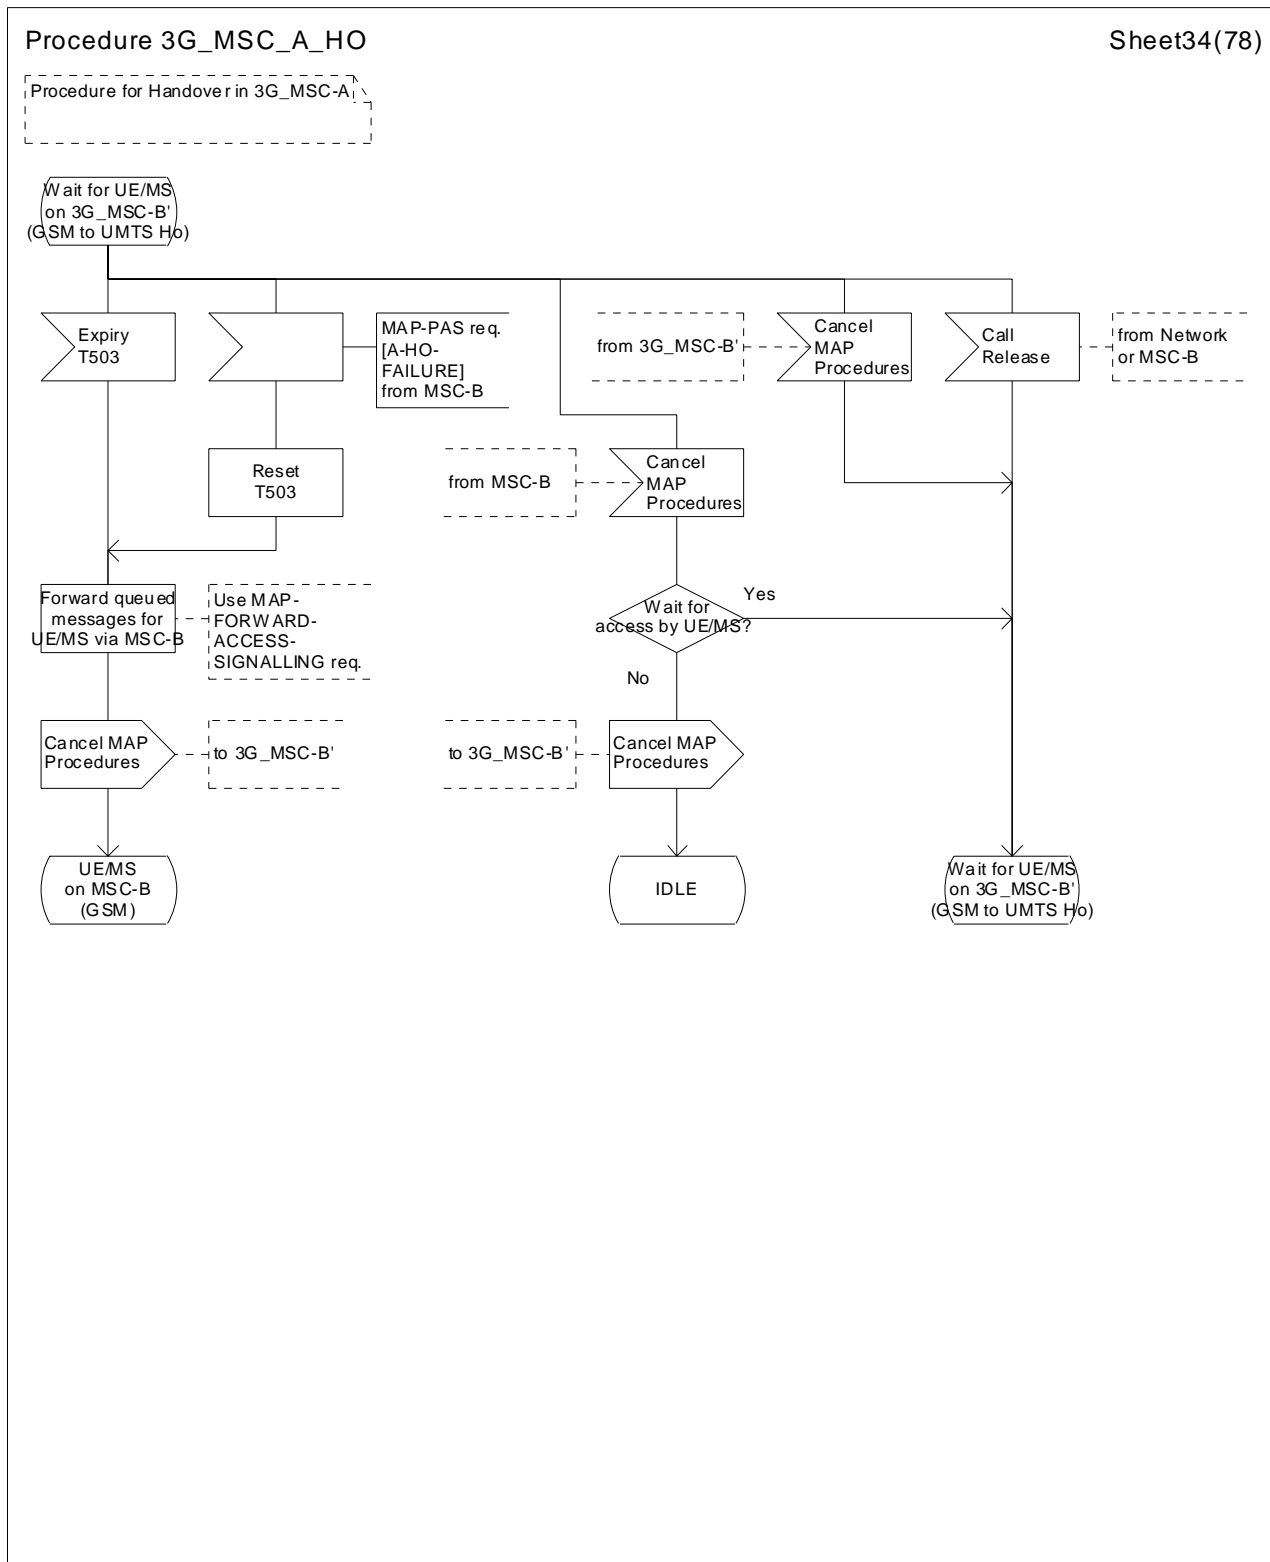 Procedure 3G_MSC_A_HO
Sheet34(78)
Procedure for Handover in 3G_MSC-A
Wait for UE/MS
on 3G_MSC-B'
(GSM to UMTS Ho)
Expiry
T503
MAP-PAS req.
[A-HO-
FAILURE]
from MSC-B
from 3G_MSC-B'
Cancel
MAP
Procedures
Call
Release
from Network
or MSC-B
Reset
T503
from MSC-B
Cancel
MAP
Procedures
Forward queued
messages for
UE/MS via MSC-B
Use MAP-
FORWARD-
ACCESS-
SIGNALLING req.
Wait for
access by UE/MS?
Yes
No
Cancel MAP
Procedures
to 3G_MSC-B'
to 3G_MSC-B'
Cancel MAP
Procedures
UE/MS
on MSC-B
(GSM)
IDLE
Wait for UE/MS
on 3G_MSC-B'
(GSM to UMTS Ho)